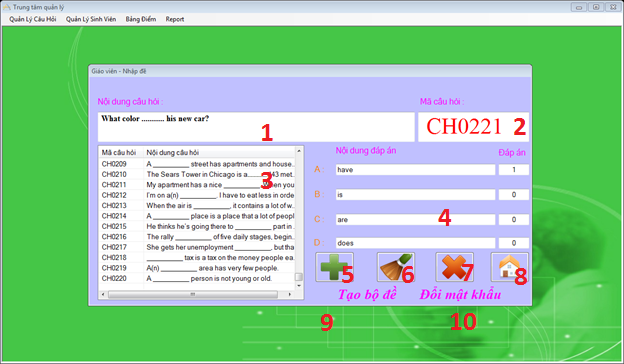 Trung tâm quản lý
Quản Lý Câu Hỏi Quản Lý Sinh Viên Bảng Điểm Report
Giáo viên - Nhập đề
Nội dung câu hỏi : Mã câu hỏi :
What color ............ his new car? 1 CH0221 2
Mã câu hỏi Nội dung câu hỏi
Nội dung đáp án Đáp án
CH0209 A _________ street has apartments and house...
CH0210 The Sears Tower in Chicago is a 443 met...
CH0211 My apartment has a nice _________ when you
3
CH0212 I'm on a(n) _________. I have to eat less in orde
CH0213 When the air is _________, it contains a lot of w...
CH0214 A _________ place is a place that a lot of peopl
CH0215 He thinks he's going there to _________ part in .
CH0216 The rally _________ of five daily stages, begin...
CH0217 She gets her unemployment _________, but tha
CH0218 _________ tax is a tax on the money people ea.
CH0219 A(n) _________ area has very few people.
CH0220 A _________ person is not young or old.
A : have 1
B : is 0
C : are 4 0
D : does 0
5 6 7 8
Tạo bộ đề Đổi mật khẩu
9 10